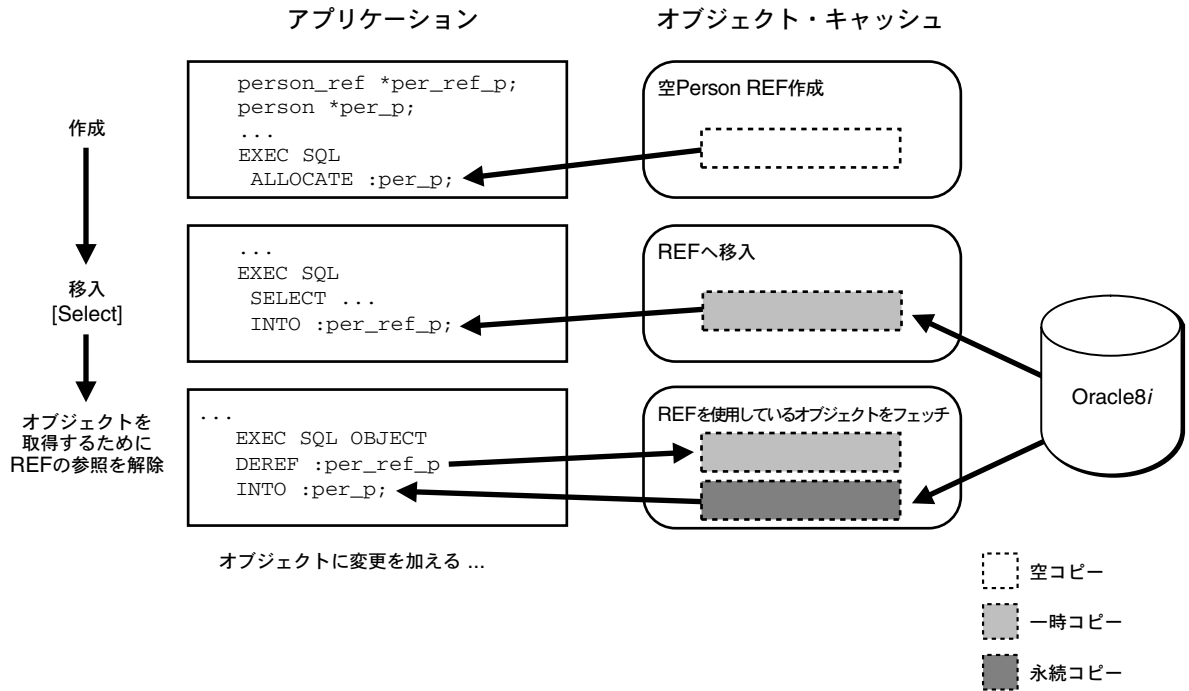 アプリケーション
オブジェクト・キャッシュ
作成
person_ref *per_ref_p;
person *per_p;
...
EXEC SQL
ALLOCATE :per_p;
空Person REF作成
移入
[Select]
...
EXEC SQL
SELECT ...
INTO :per_ref_p;
REFへ移入
オブジェクトを
取得するために
REFの参照を解除
...
EXEC SQL OBJECT
DEREF :per_ref_p
INTO :per_p;
REFを使用しているオブジェクトをフェッチ
Oracle8i
オブジェクトに変更を加える ...
空コピー
一時コピー
永続コピー